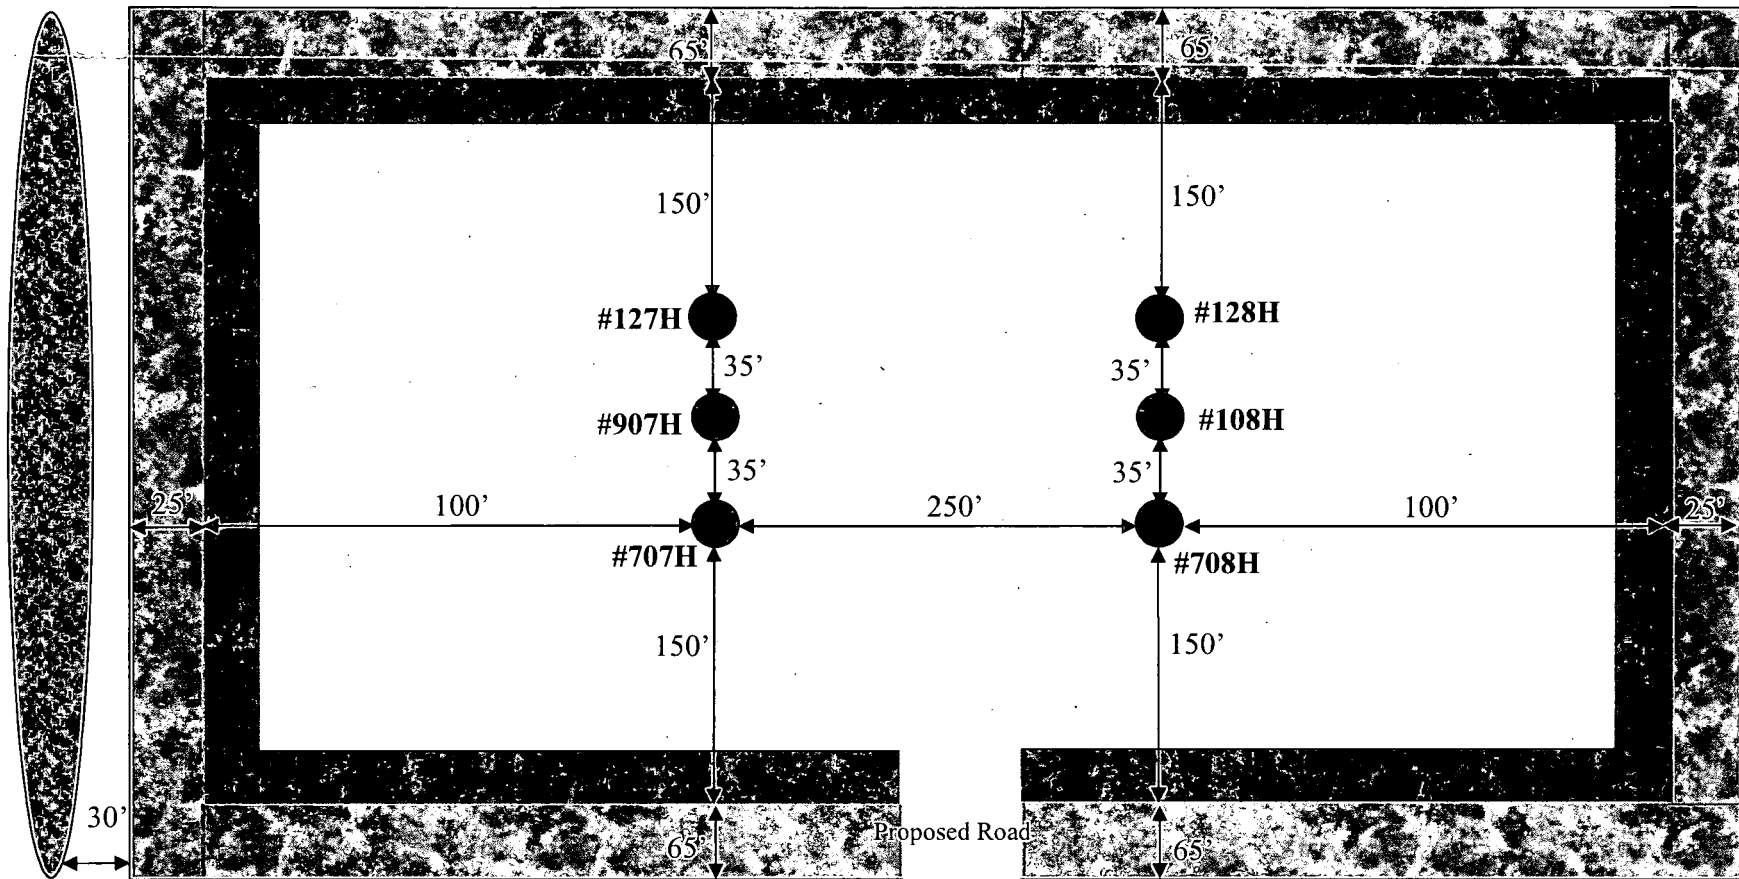 65’ 65’
150’ 150’
#127H #128H
35’ 35’
#907H #108H
35’ 35’
25’ 100’ 250’ 100’ 25’
#707H #708H
150’ 150’
30’ Proposed Road
65’ 65’